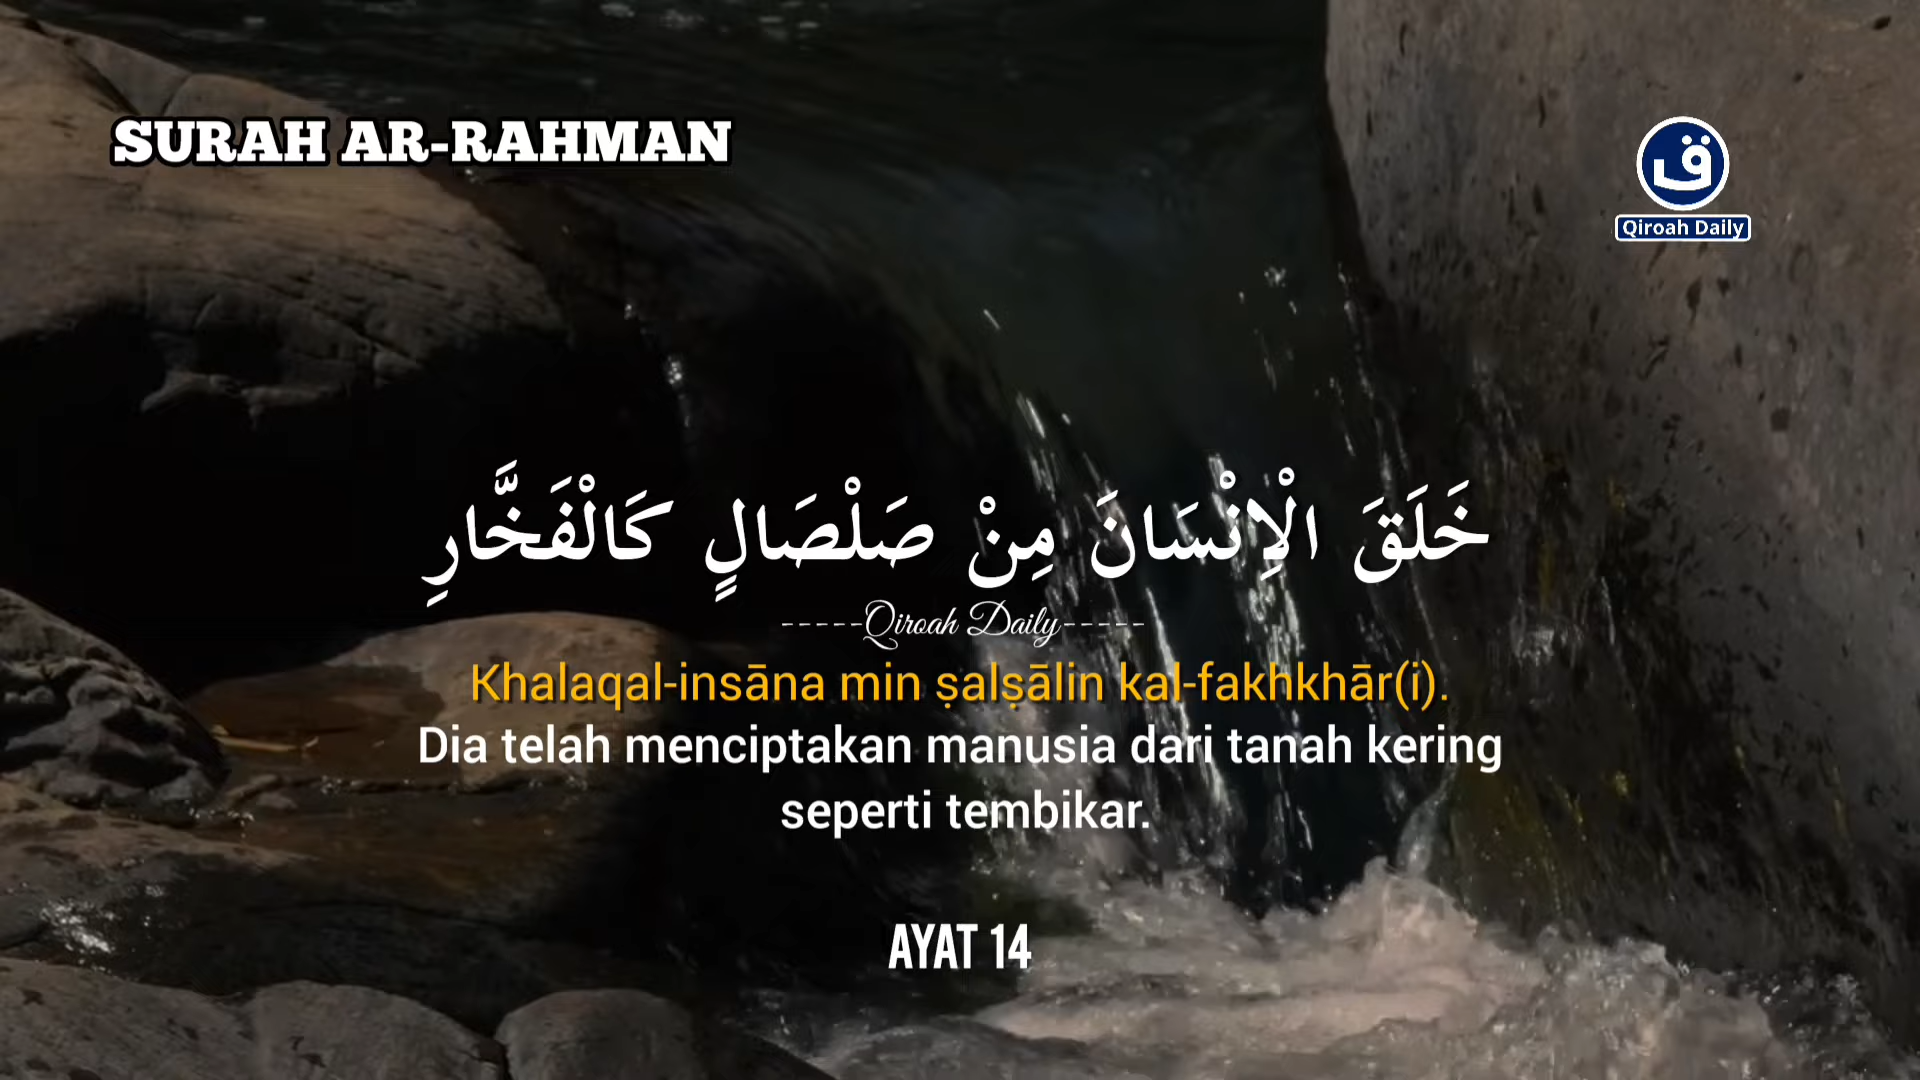 SURAH AR-RAHMAN
ق
Qiroah Daily
خَلَقَ الْاِنْسَانَ مِنْ صَلْصَالٍ كَالْفَخَّارِ
-----Qiroah Daily-----
Khalaqal-insāna min ṣalṣālin kal-fakhkhār(i).
Dia telah menciptakan manusia dari tanah kering
seperti tembikar.
AYAT 14